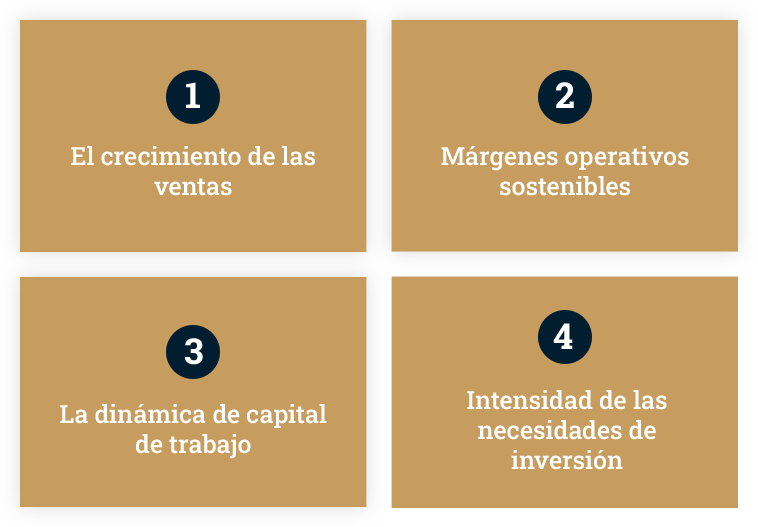 1
El crecimiento de las
ventas
2
Márgenes operativos
sostenibles
3
La dinámica de capital
de trabajo
4
Intensidad de las
necesidades de
inversión